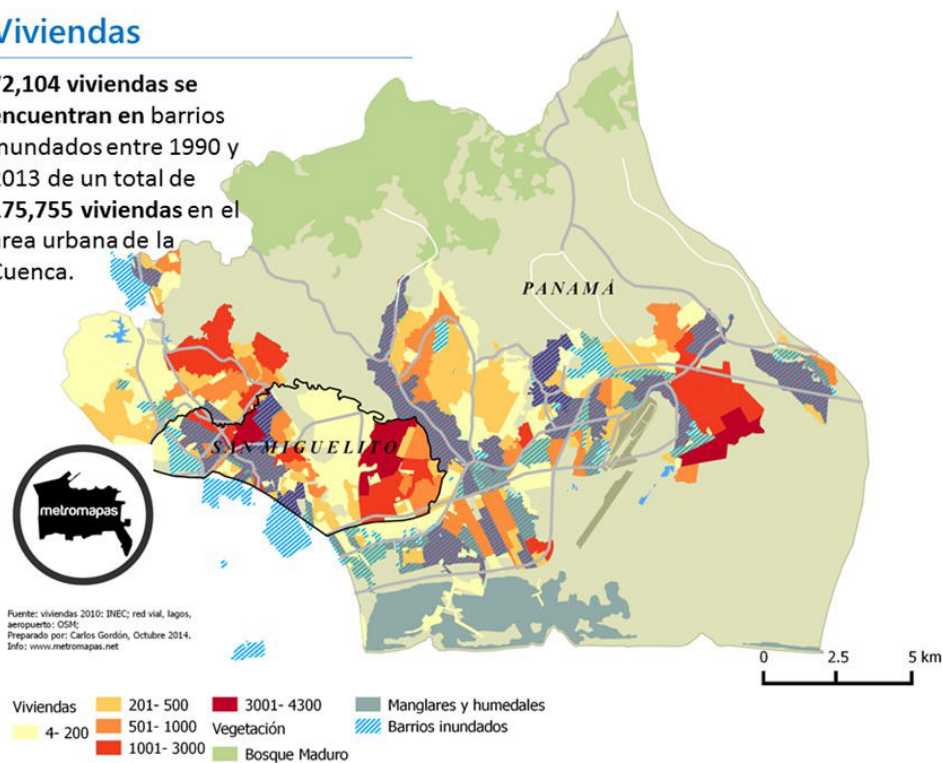 Viviendas
72,104 viviendas se
encuentran en barrios
inundados entre 1990 y
2013 de un total de
175,755 viviendas en el
área urbana de la
Cuenca.
PANAMÁ
SAN MIGUELITO
metromapas
Fuente: viviendas 2010: INEC; red vial, lagos,
aeropuerto: OSM;
Preparado por: Carlos Gordón, Octubre 2014.
Info: www.metromapas.net
0 2.5 5 km
Viviendas
4- 200
201- 500
501- 1000
1001- 3000
3001- 4300
Vegetación
Bosque Maduro
Manglares y humedales
Barrios inundados